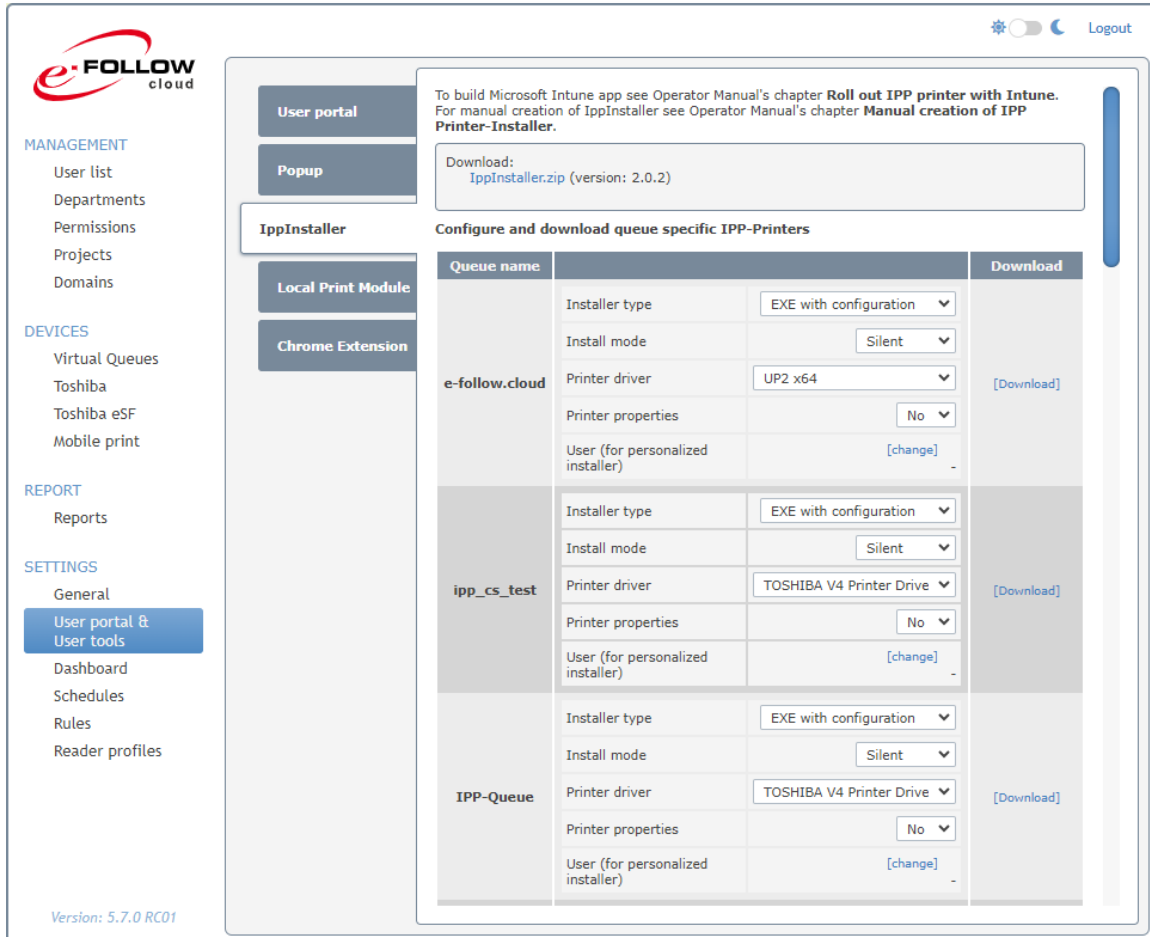 Logout
e-FOLLOW
cloud
MANAGEMENT
User list
Departments
Permissions
Projects
Domains
DEVICES
Virtual Queues
Toshiba
Toshiba eSF
Mobile print
REPORT
Reports
SETTINGS
General
User portal &
User tools
Dashboard
Schedules
Rules
Reader profiles
Version: 5.7.0 RC01
User portal
Popup
IppInstaller
Local Print Module
Chrome Extension
To build Microsoft Intune app see Operator Manual's chapter Roll out IPP printer with Intune.
For manual creation of IppInstaller see Operator Manual's chapter Manual creation of IPP
Printer-Installer.
Download:
IppInstaller.zip (version: 2.0.2)
Configure and download queue specific IPP-Printers
Queue name Download
e-follow.cloud
Installer type EXE with configuration
Install mode Silent
Printer driver UP2 x64
Printer properties No
User (for personalized [change]
installer) -
[Download]
ipp_cs_test
Installer type EXE with configuration
Install mode Silent
Printer driver TOSHIBA V4 Printer Drive
Printer properties No
User (for personalized [change]
installer) -
[Download]
IPP-Queue
Installer type EXE with configuration
Install mode Silent
Printer driver TOSHIBA V4 Printer Drive
Printer properties No
User (for personalized [change]
installer) -
[Download]